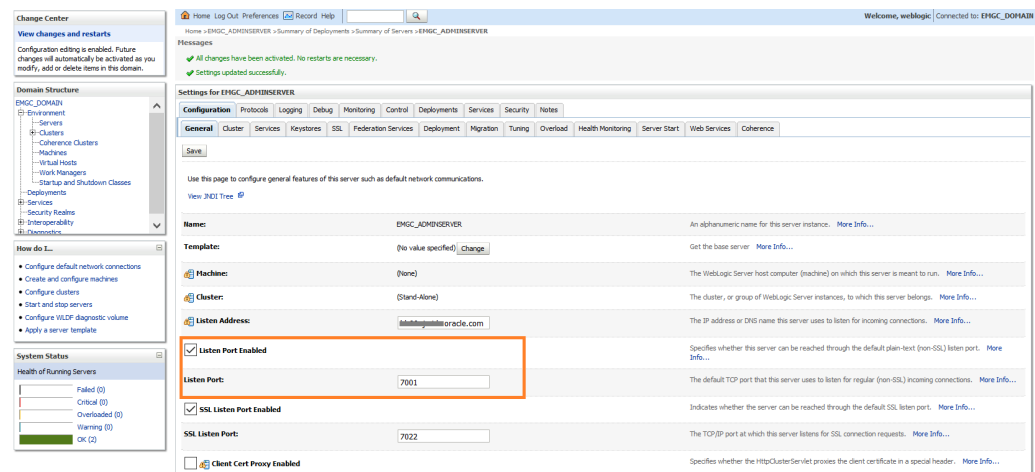 Change Center
View changes and restarts
Configuration editing is enabled. Future
changes will automatically be activated as you
modify, add or delete items in this domain.
Domain Structure
EMGC_DOMAIN
Environment
Servers
Clusters
Coherence Clusters
Machines
Virtual Hosts
Work Managers
Startup and Shutdown Classes
Deployments
Services
Security Realms
Interoperability
Diagnostics
How do I...
Configure default network connections
Create and configure machines
Configure clusters
Start and stop servers
Configure WLDF diagnostic volume
Apply a server template
System Status
Health of Running Servers
Failed (0)
Critical (0)
Overloaded (0)
Warning (0)
OK (2)
Home Log Out Preferences Record Help
Welcome, weblogic Connected to: EMGC_DOMAIN
Home >EMGC_ADMINSERVER >Summary of Deployments >Summary of Servers >EMGC_ADMINSERVER
Messages
All changes have been activated. No restarts are necessary.
Settings updated successfully.
Settings for EMGC_ADMINSERVER
Configuration Protocols Logging Debug Monitoring Control Deployments Services Security Notes
General Cluster Services Keystores SSL Federation Services Deployment Migration Tuning Overload Health Monitoring Server Start Web Services Coherence
Save
Use this page to configure general features of this server such as default network communications.
View JNDI Tree
Name: EMGC_ADMINSERVER An alphanumeric name for this server instance. More Info...
Template: (No value specified) Change Get the base server More Info...
Machine: (None) The WebLogic Server host computer (machine) on which this server is meant to run. More Info...
Cluster: (Stand-Alone) The cluster, or group of WebLogic Server instances, to which this server belongs. More Info...
Listen Address: oracle.com The IP address or DNS name this server uses to listen for incoming connections. More Info...
Listen Port Enabled Specifies whether this server can be reached through the default plain-text (non-SSL) listen port. More
Info...
Listen Port: 7001 The default TCP port that this server uses to listen for regular (non-SSL) incoming connections. More Info...
SSL Listen Port Enabled Indicates whether the server can be reached through the default SSL listen port. More Info...
SSL Listen Port: 7022 The TCP/IP port at which this server listens for SSL connection requests. More Info...
Client Cert Proxy Enabled Specifies whether the HttpClusterServlet proxies the client certificate in a special header. More Info...